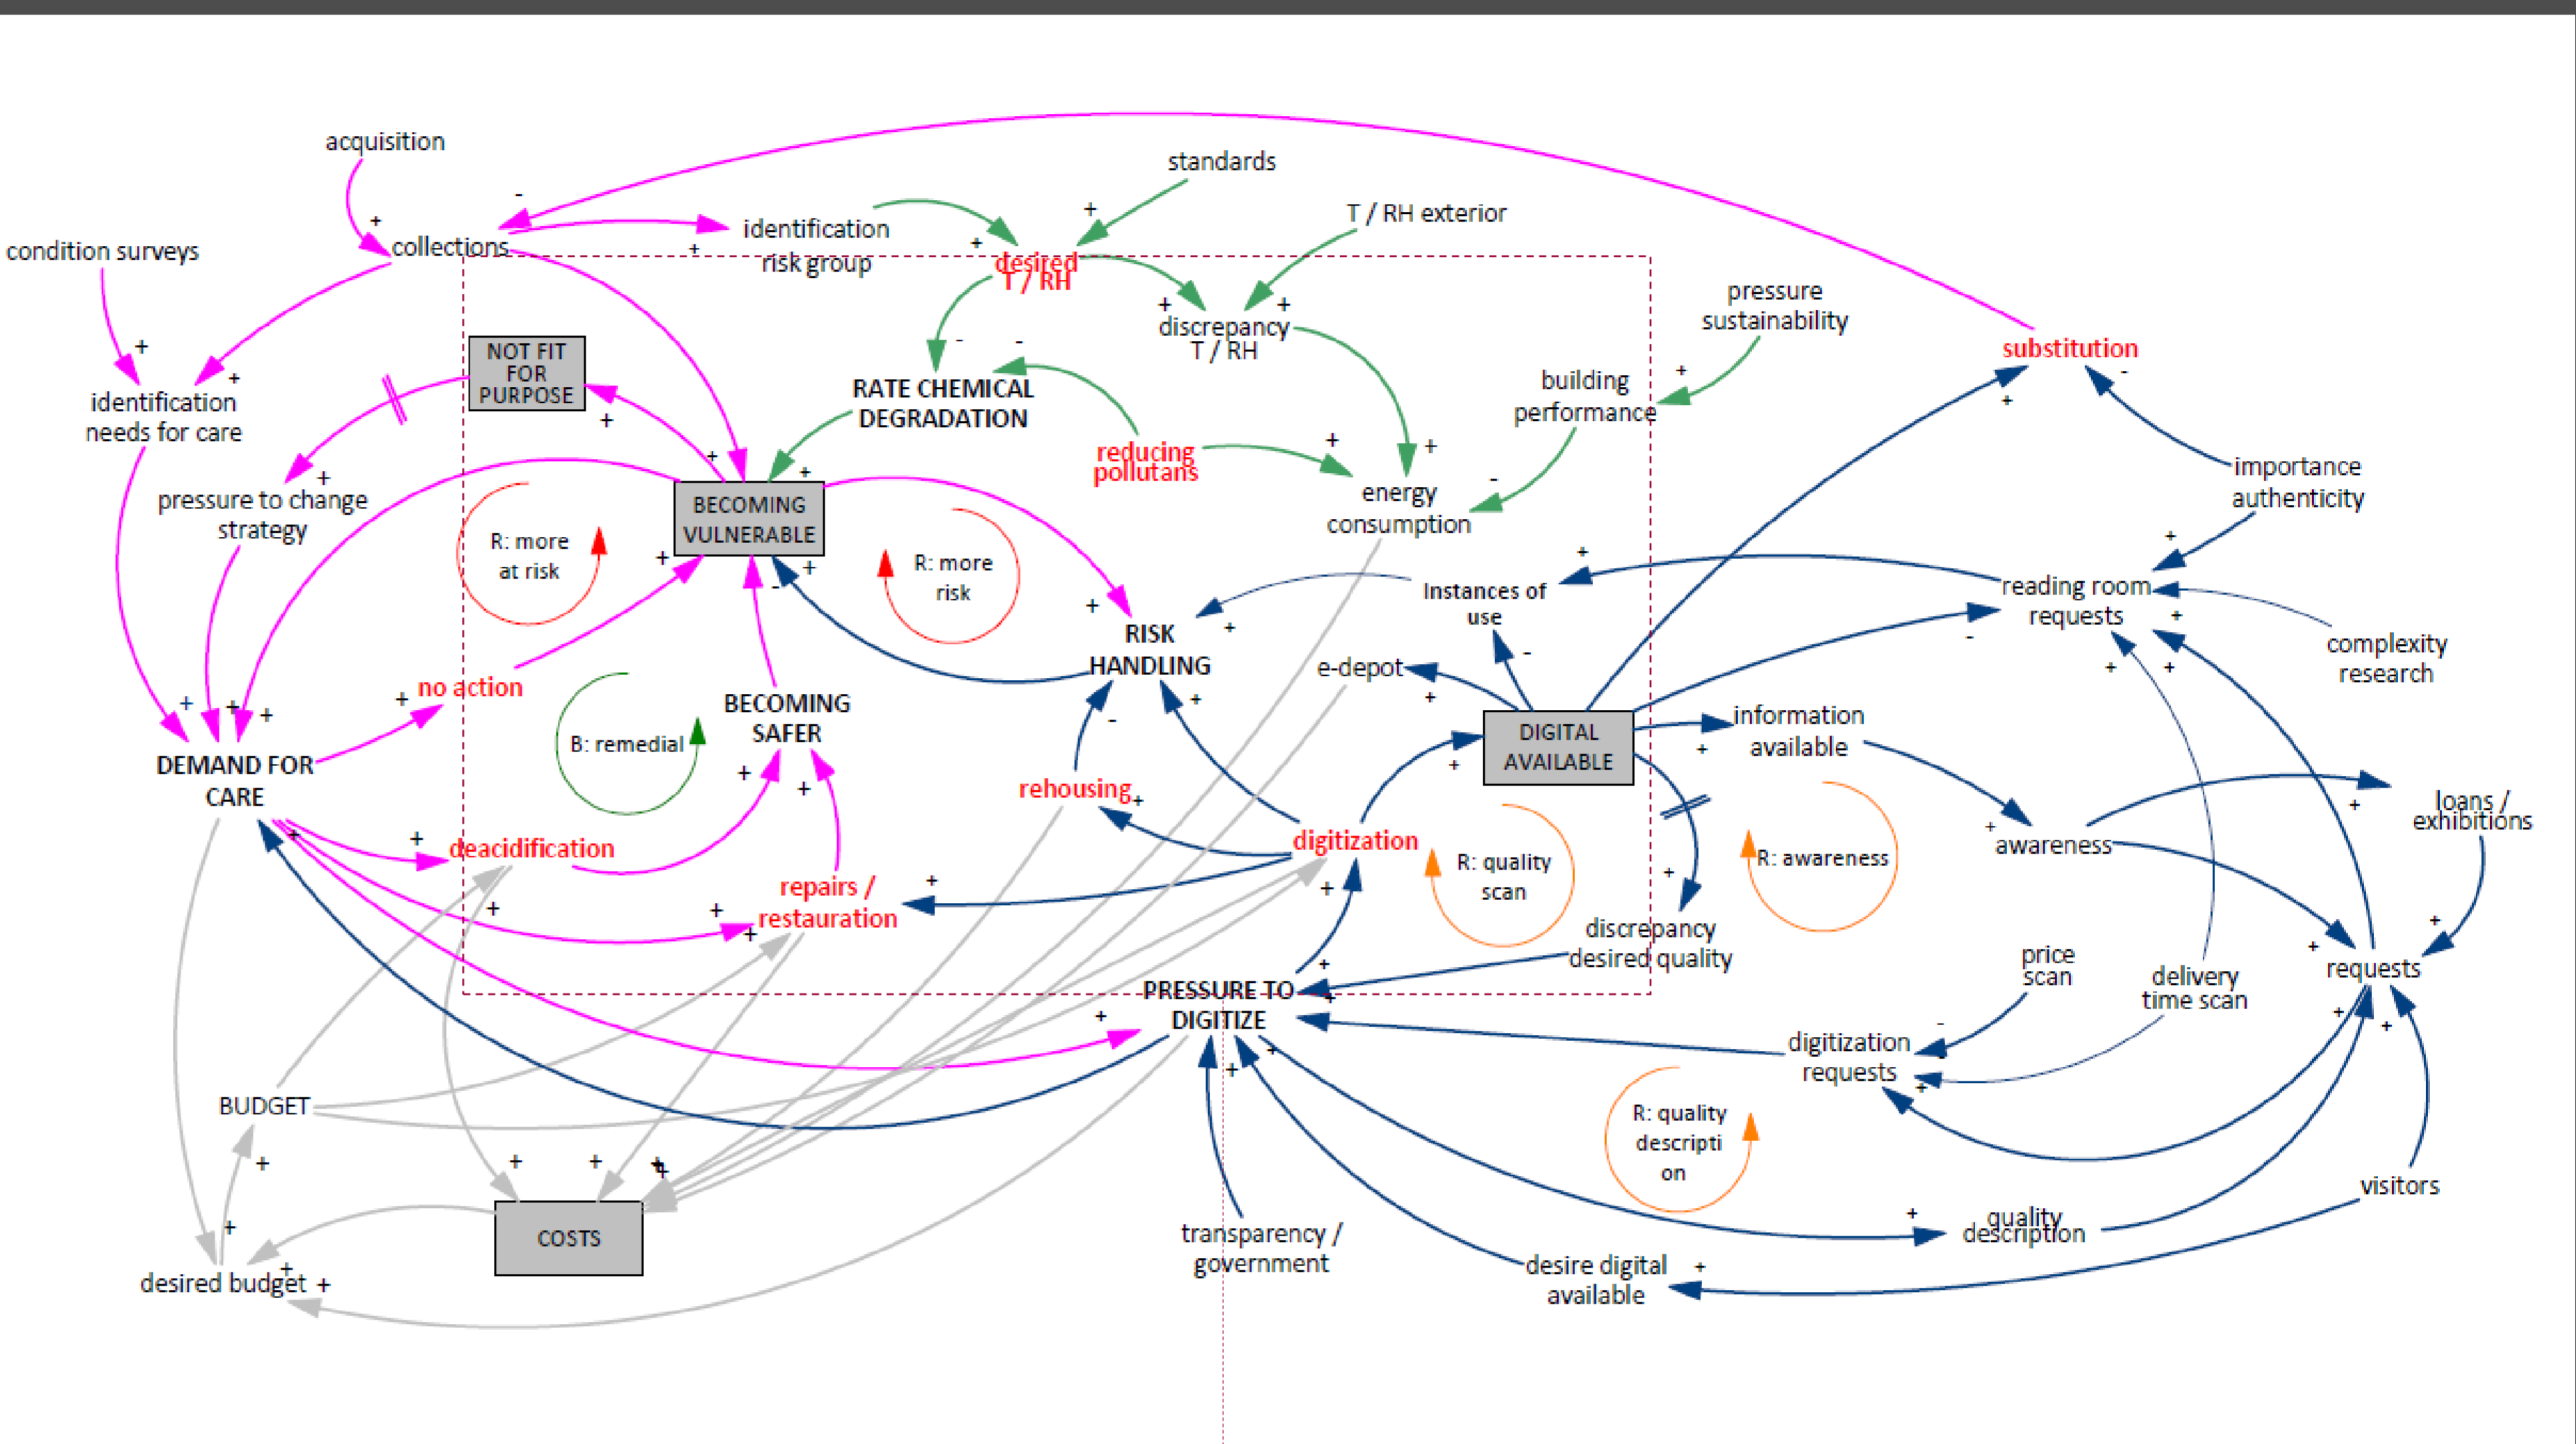 acquisition
standards
T / RH exterior
condition surveys
collections
identification
risk group
desired
T / RH
discrepancy
T / RH
pressure
sustainability
substitution
NOT FIT
FOR
PURPOSE
identification
needs for care
RATE CHEMICAL
DEGRADATION
building
performance
reducing
pollutans
importance
authenticity
pressure to change
strategy
BECOMING
VULNERABLE
energy
consumption
R: more
at risk
R: more
risk
Instances of
use
reading room
requests
RISK
HANDLING
complexity
research
e-depot
no action
BECOMING
SAFER
B: remedial
DIGITAL
AVAILABLE
information
available
DEMAND FOR
CARE
rehousing
loans /
exhibitions
deacidification
digitization
R: quality
scan
R: awareness
awareness
repairs /
restauration
discrepancy
desired quality
price
scan
delivery
time scan
requests
PRESSURE TO
DIGITIZE
digitization
requests
BUDGET
R: quality
descripti
on
visitors
COSTS
transparency /
government
quality
description
desired budget
desire digital
available